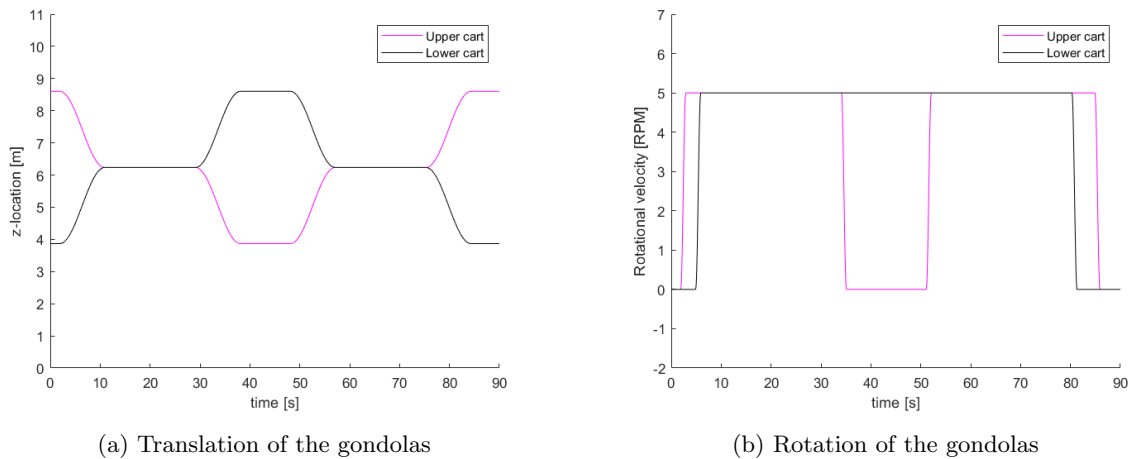 11
10
9
8
7
6
5
4
3
2
1
0
z-location [m]
0 10 20 30 40 50 60 70 80 90
time [s]
Upper cart
Lower cart
(a) Translation of the gondolas
7
6
5
4
3
2
1
0
-1
-2
Rotational velocity [RPM]
0 10 20 30 40 50 60 70 80 90
time [s]
Upper cart
Lower cart
(b) Rotation of the gondolas